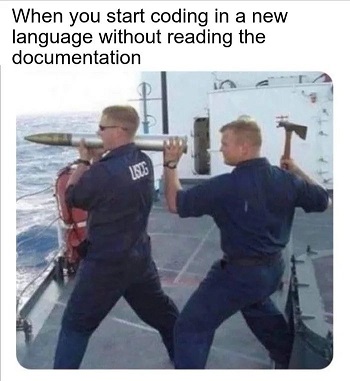 When you start coding in a new
language without reading the
documentation
USCG